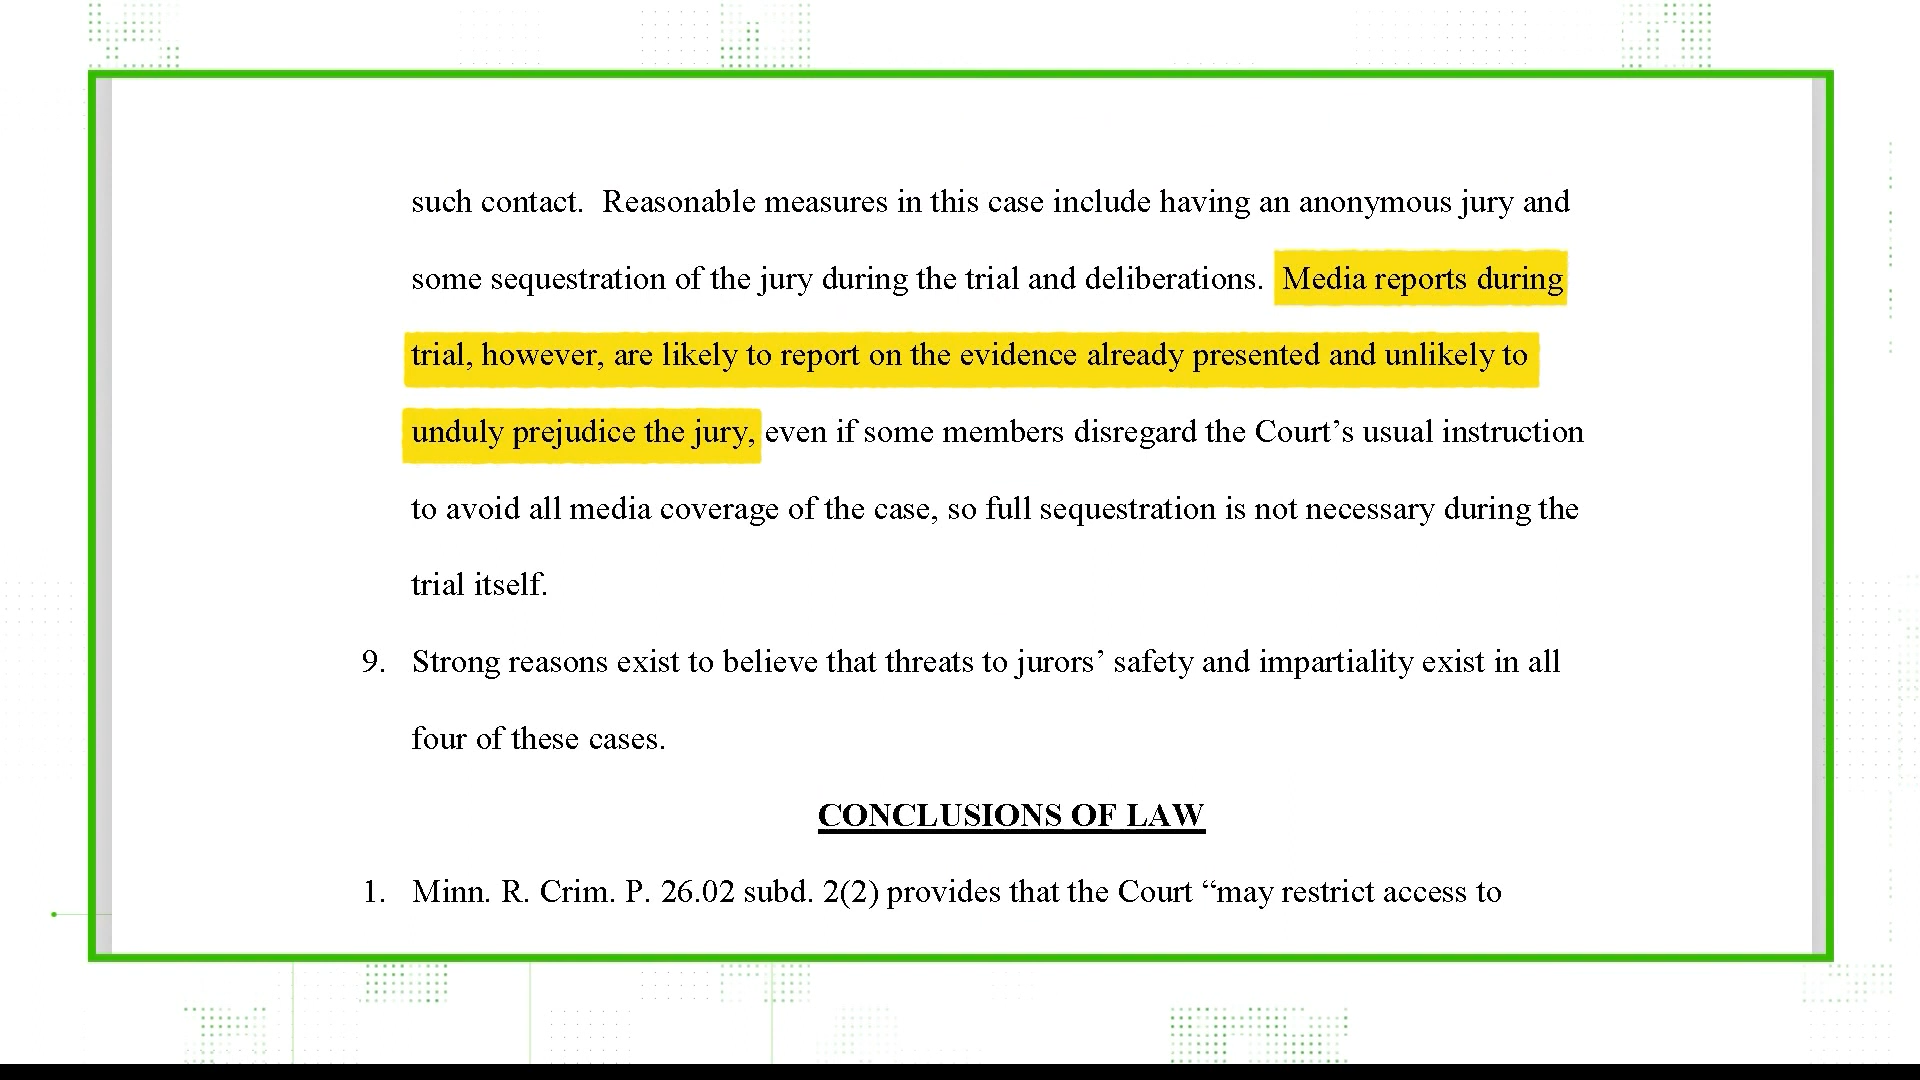 such contact.  Reasonable measures in this case include having an anonymous jury and
some sequestration of the jury during the trial and deliberations.  Media reports during
trial, however, are likely to report on the evidence already presented and unlikely to
unduly prejudice the jury, even if some members disregard the Court’s usual instruction
to avoid all media coverage of the case, so full sequestration is not necessary during the
trial itself.
9. Strong reasons exist to believe that threats to jurors’ safety and impartiality exist in all
four of these cases.
CONCLUSIONS OF LAW
1. Minn. R. Crim. P. 26.02 subd. 2(2) provides that the Court “may restrict access to